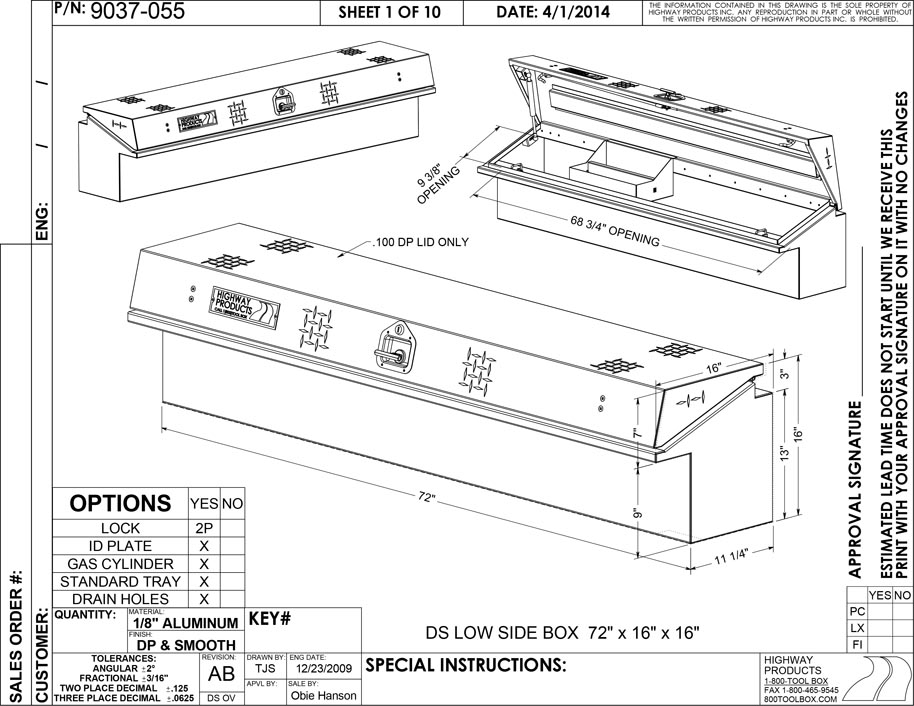 P/N: 9037-055
SHEET 1 OF 10
DATE: 4/1/2014
THE INFORMATION CONTAINED IN THIS DRAWING IS THE SOLE PROPERTY OF
HIGHWAY PRODUCTS INC. ANY REPRODUCTION IN PART OR WHOLE WITHOUT
THE WRITTEN PERMISSION OF HIGHWAY PRODUCTS INC. IS PROHIBITED.
HIGHWAY
PRODUCTS
9 3/8"
OPENING
68 3/4" OPENING
.100 DP LID ONLY
HIGHWAY
PRODUCTS
16"
3"
7"
16"
13"
72"
9"
11 1/4"
OPTIONS YES NO
LOCK 2P
ID PLATE X
GAS CYLINDER X
STANDARD TRAY X
DRAIN HOLES X
QUANTITY:
MATERIAL:
1/8" ALUMINUM
FINISH:
DP & SMOOTH
KEY#
TOLERANCES:
ANGULAR ±2°
FRACTIONAL ±3/16"
TWO PLACE DECIMAL ±.125
THREE PLACE DECIMAL ±.0625
REVISION:
AB
DS OV
DRAWN BY:
TJS
ENG DATE:
12/23/2009
APVL BY:
SALE BY:
Obie Hanson
DS LOW SIDE BOX 72" x 16" x 16"
SPECIAL INSTRUCTIONS:
HIGHWAY
PRODUCTS
1-800-TOOL BOX
FAX 1-800-465-9545
800TOOLBOX.COM
YES NO
PC
LX
FI
APPROVAL SIGNATURE
ESTIMATED LEAD TIME DOES NOT START UNTIL WE RECEIVE THIS
PRINT WITH YOUR APPROVAL SIGNATURE ON IT WITH NO CHANGES
ENG: / /
SALES ORDER #:
CUSTOMER: